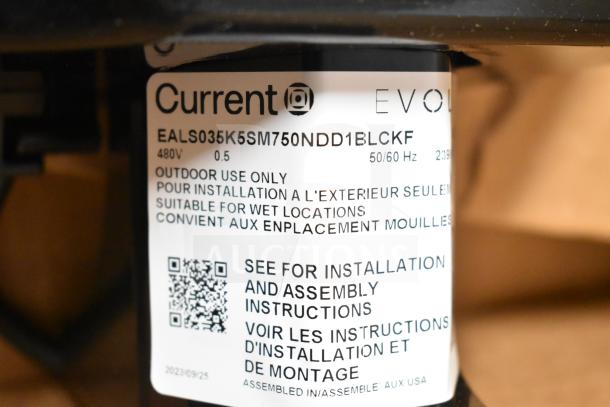 Current EVOL
EALS035K5SM750NDD1BLCKF
480V 0.5 50/60 Hz
OUTDOOR USE ONLY
POUR INSTALLATION A L'EXTERIEUR SEULEM
SUITABLE FOR WET LOCATIONS
CONVIENT AUX ENPLACEMENT MOUILLES
AUCTIONS
SEE FOR INSTALLATION
AND ASSEMBLY
INSTRUCTIONS
VOIR LES INSTRUCTIONS
D'INSTALLATION ET
DE MONTAGE
2023/09/25
ASSEMBLED IN/ASSEMBLE' AUX USA